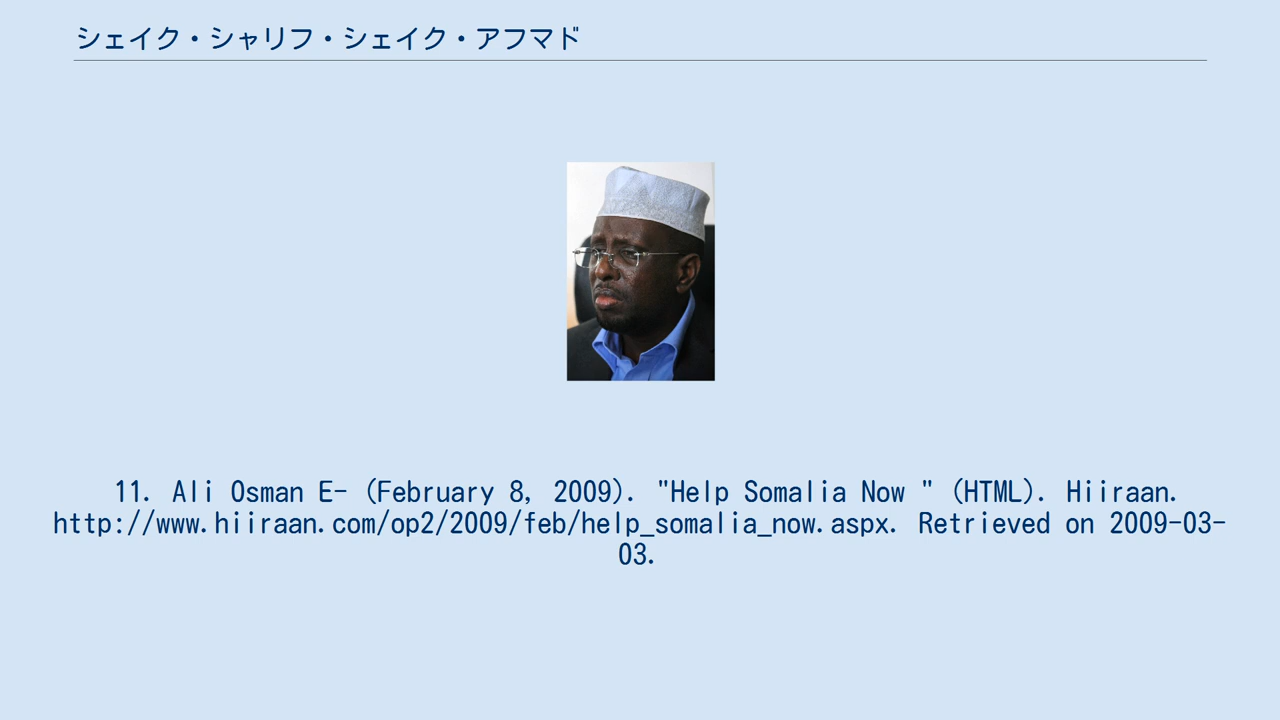 シェイク・シャリフ・シェイク・アフマド
11. Ali Osman E- (February 8, 2009). "Help Somalia Now " (HTML). Hiiraan.
http://www.hiiraan.com/op2/2009/feb/help_somalia_now.aspx. Retrieved on 2009-03-
03.